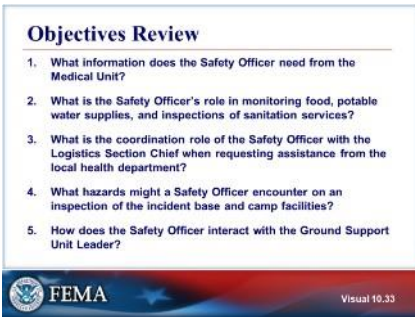 Objectives Review
1. What information does the Safety Officer need from the
Medical Unit?
2. What is the Safety Officer's role in monitoring food, potable
water supplies, and inspections of sanitation services?
3. What is the coordination role of the Safety Officer with the
Logistics Section Chief when requesting assistance from the
local health department?
4. What hazards might a Safety Officer encounter on an
inspection of the incident base and camp facilities?
5. How does the Safety Officer interact with the Ground Support
Unit Leader?
FEMA
Visual 10.33